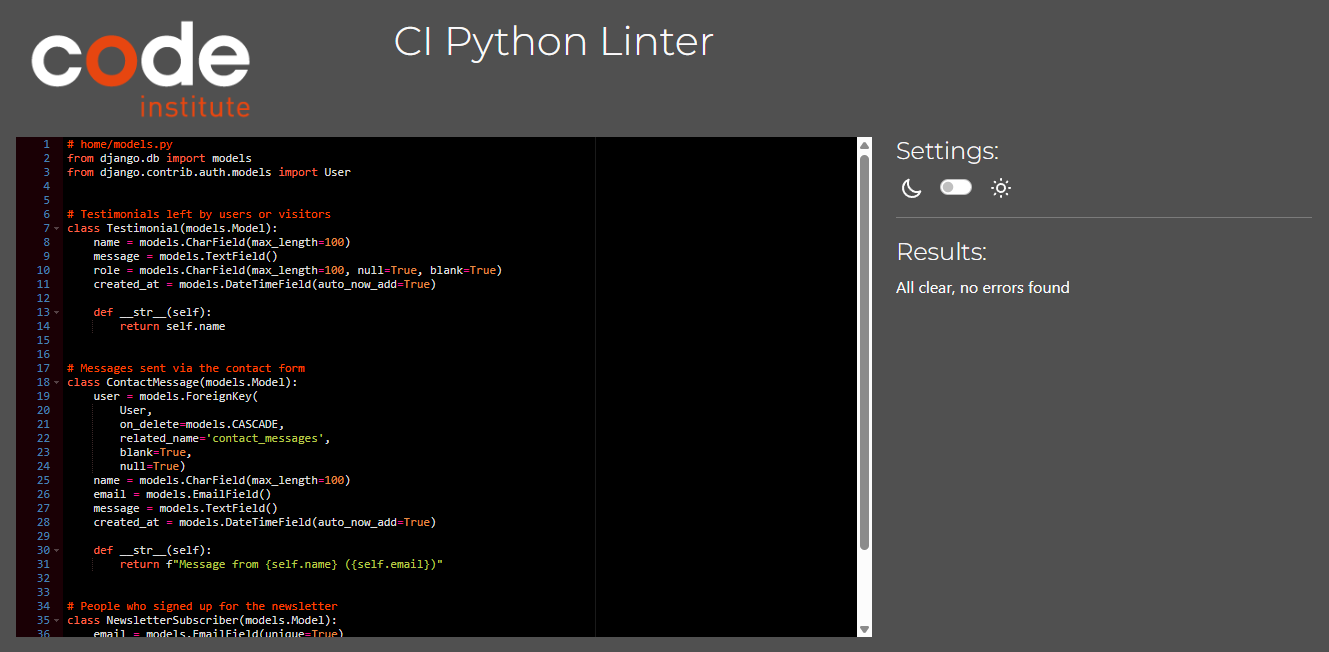 code
institute
CI Python Linter
1 # home/models.py
2 from django.db import models
3 from django.contrib.auth.models import User
4
5
6 # Testimonials left by users or visitors
7 class Testimonial(models.Model):
8     name = models.CharField(max_length=100)
9     message = models.TextField()
10     role = models.CharField(max_length=100, null=True, blank=True)
11     created_at = models.DateTimeField(auto_now_add=True)
12
13     def __str__(self):
14         return self.name
15
16
17 # Messages sent via the contact form
18 class ContactMessage(models.Model):
19     user = models.ForeignKey(
20         User,
21         on_delete=models.CASCADE,
22         related_name='contact_messages',
23         blank=True,
24         null=True)
25     name = models.CharField(max_length=100)
26     email = models.EmailField()
27     message = models.TextField()
28     created_at = models.DateTimeField(auto_now_add=True)
29
30     def __str__(self):
31         return f"Message from {self.name} ({self.email})"
32
33
34 # People who signed up for the newsletter
35 class NewsletterSubscriber(models.Model):
36     email = models.EmailField(unique=True)
Settings:
Results:
All clear, no errors found